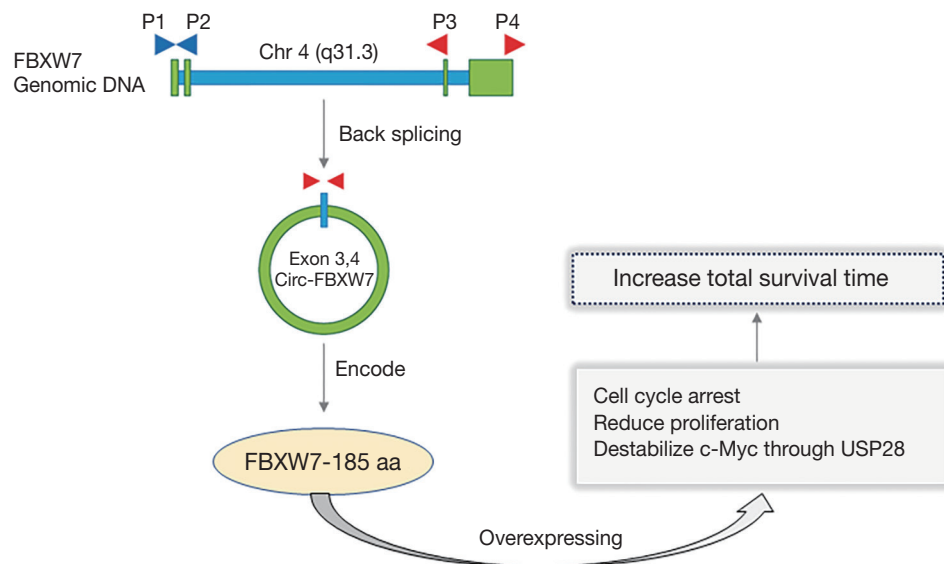 P1 P2 P3 P4
FBXW7
Genomic DNA
Chr 4 (q31.3)
Back splicing
Exon 3,4
Circ-FBXW7
Encode
FBXW7-185 aa
Overexpressing
Cell cycle arrest
Reduce proliferation
Destabilize c-Myc through USP28
Increase total survival time